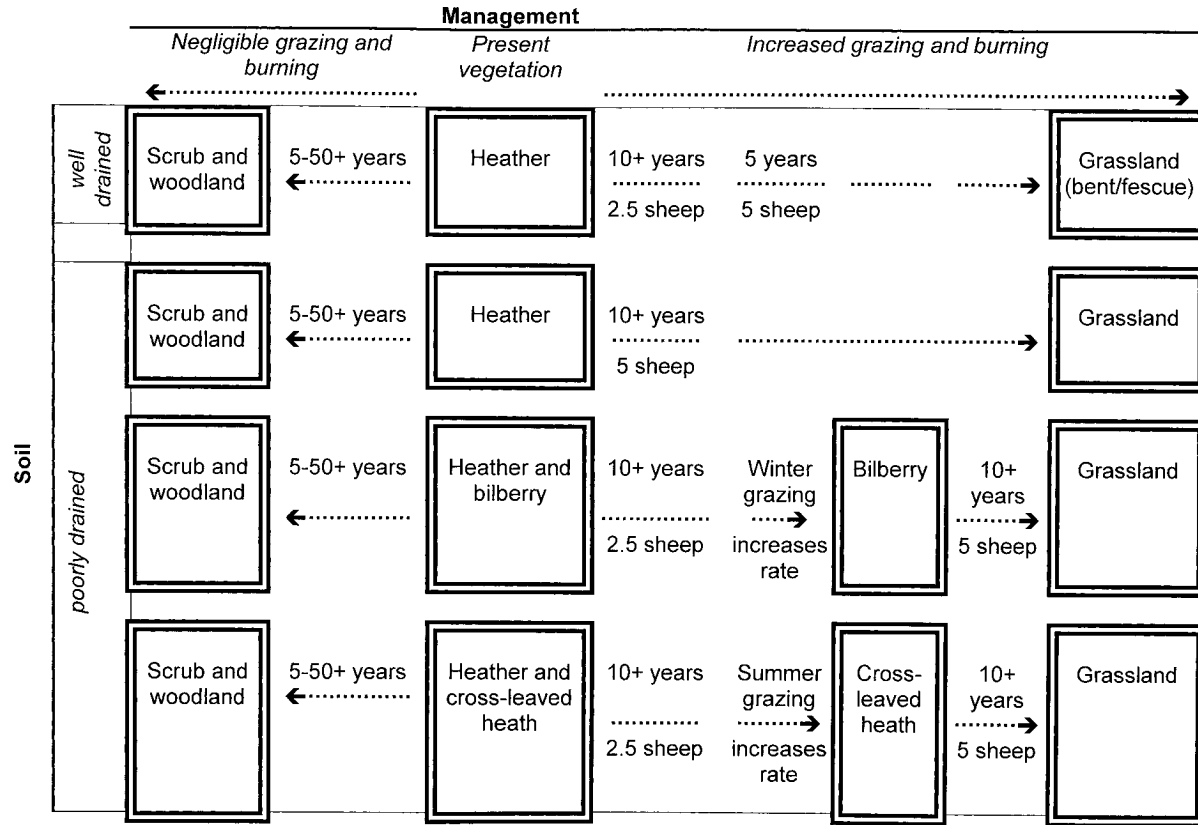 Management
Negligible grazing and
burning
Present
vegetation
Increased grazing and burning
Soil
well
drained
Scrub and
woodland
5-50+ years
Heather
10+ years
2.5 sheep
5 years
5 sheep
Grassland
(bent/fescue)
poorly drained
Scrub and
woodland
5-50+ years
Heather
10+ years
5 sheep
Grassland
Scrub and
woodland
5-50+ years
Heather and
bilberry
10+ years
2.5 sheep
Winter
grazing
increases
rate
Bilberry
10+
years
5 sheep
Grassland
Scrub and
woodland
5-50+ years
Heather and
cross-leaved
heath
10+ years
2.5 sheep
Summer
grazing
increases
rate
Cross-
leaved
heath
10+
years
5 sheep
Grassland